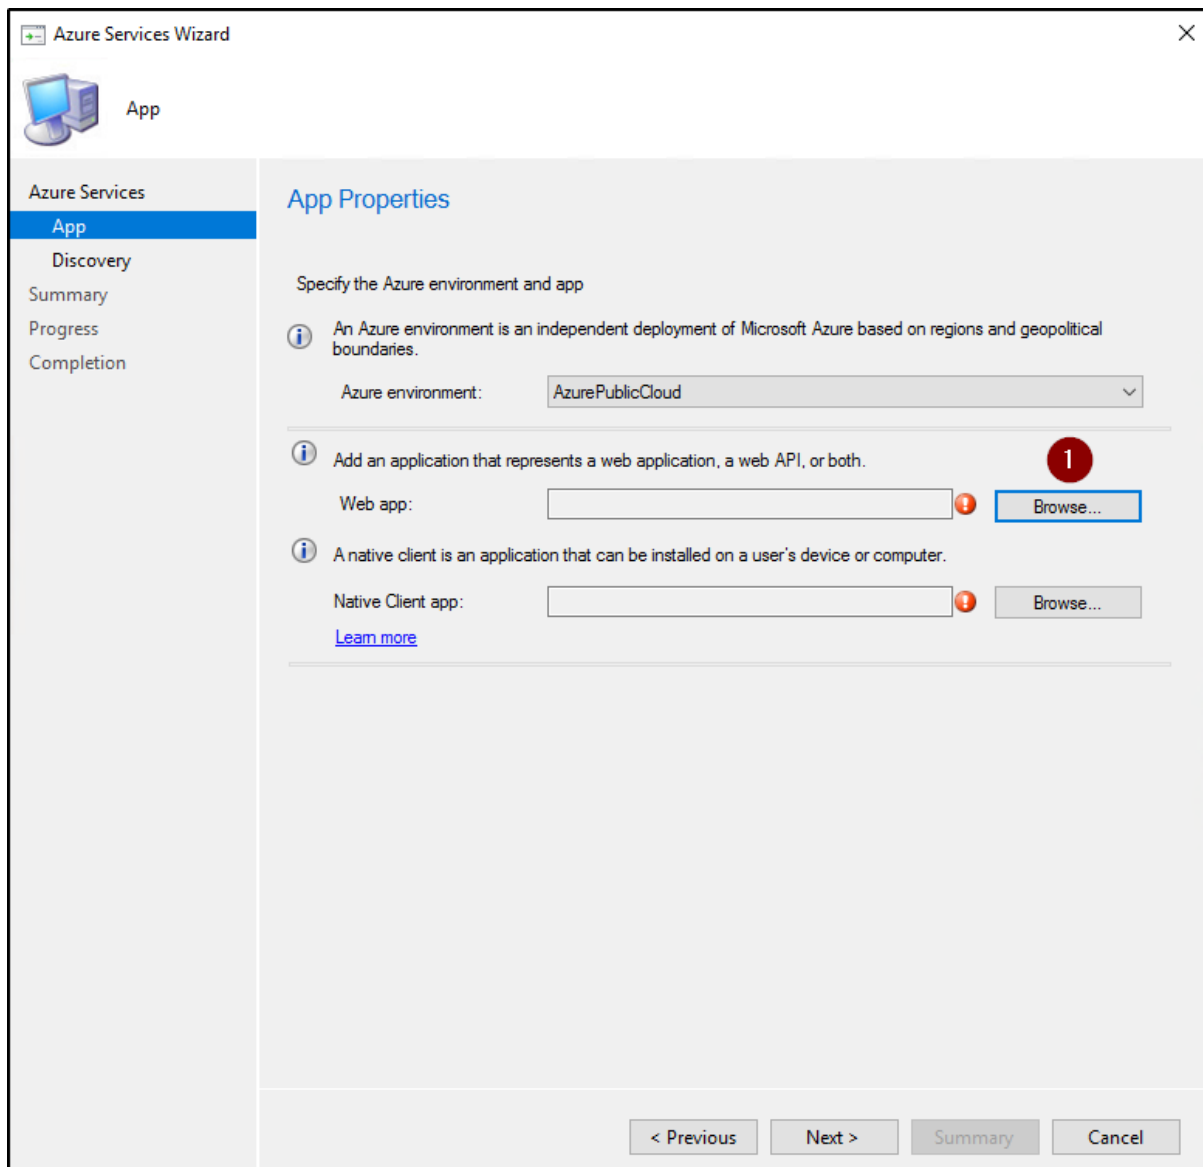 Azure Services Wizard
App
Azure Services
App
Discovery
Summary
Progress
Completion
App Properties
Specify the Azure environment and app
An Azure environment is an independent deployment of Microsoft Azure based on regions and geopolitical
boundaries.
Azure environment: AzurePublicCloud
Add an application that represents a web application, a web API, or both.
1
Web app: Browse...
A native client is an application that can be installed on a user's device or computer.
Native Client app: Browse...
Learn more
< Previous Next > Summary Cancel